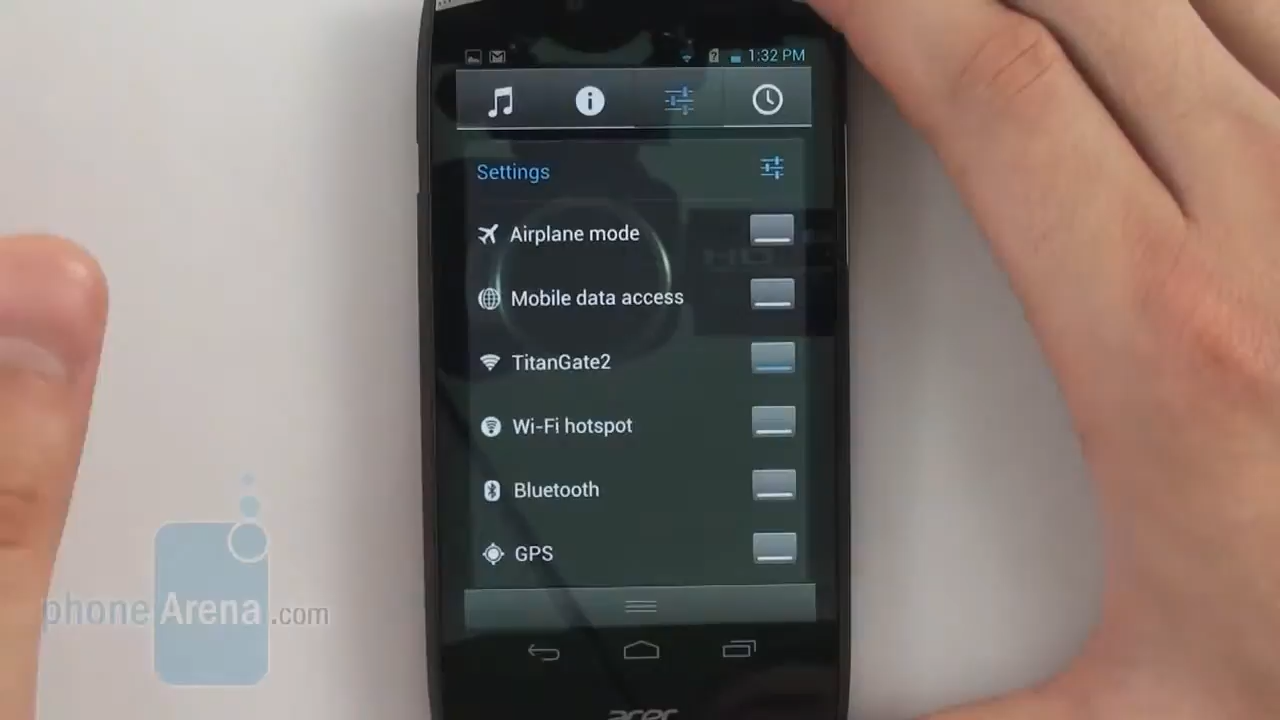 1:32 PM
Settings
Airplane mode
Mobile data access
TitanGate2
Wi-Fi hotspot
Bluetooth
GPS
phoneArena.com
acer